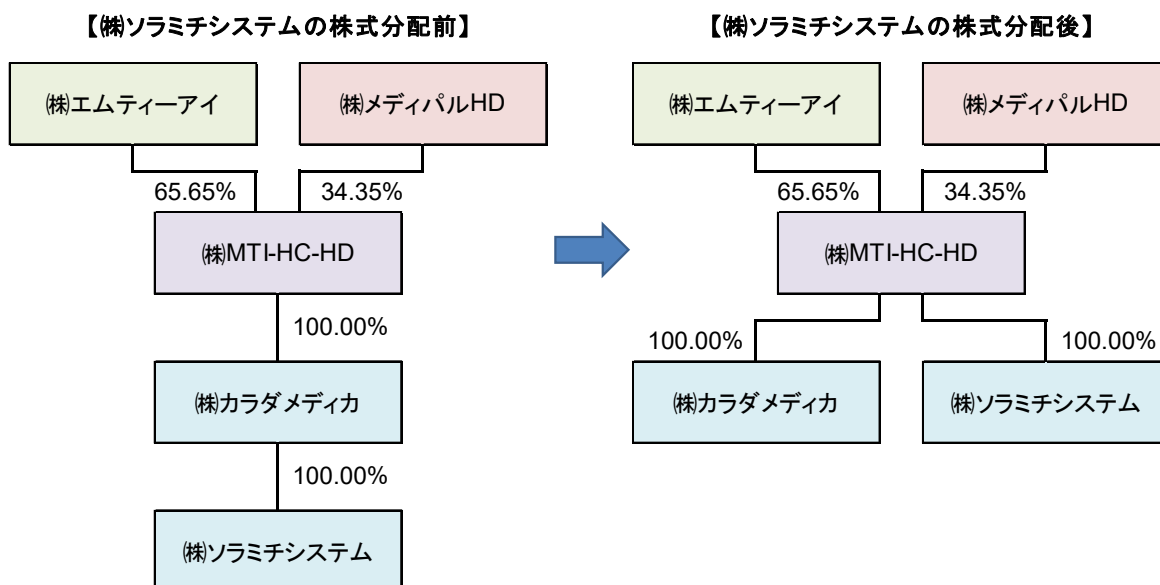 【㈱ソラミチシステムの株式分配前】
㈱エムティーアイ
㈱メディパルHD
65.65%
34.35%
㈱MTI-HC-HD
100.00%
㈱カラダメディカ
100.00%
㈱ソラミチシステム
【㈱ソラミチシステムの株式分配後】
㈱エムティーアイ
㈱メディパルHD
65.65%
34.35%
㈱MTI-HC-HD
100.00%
100.00%
㈱カラダメディカ
㈱ソラミチシステム